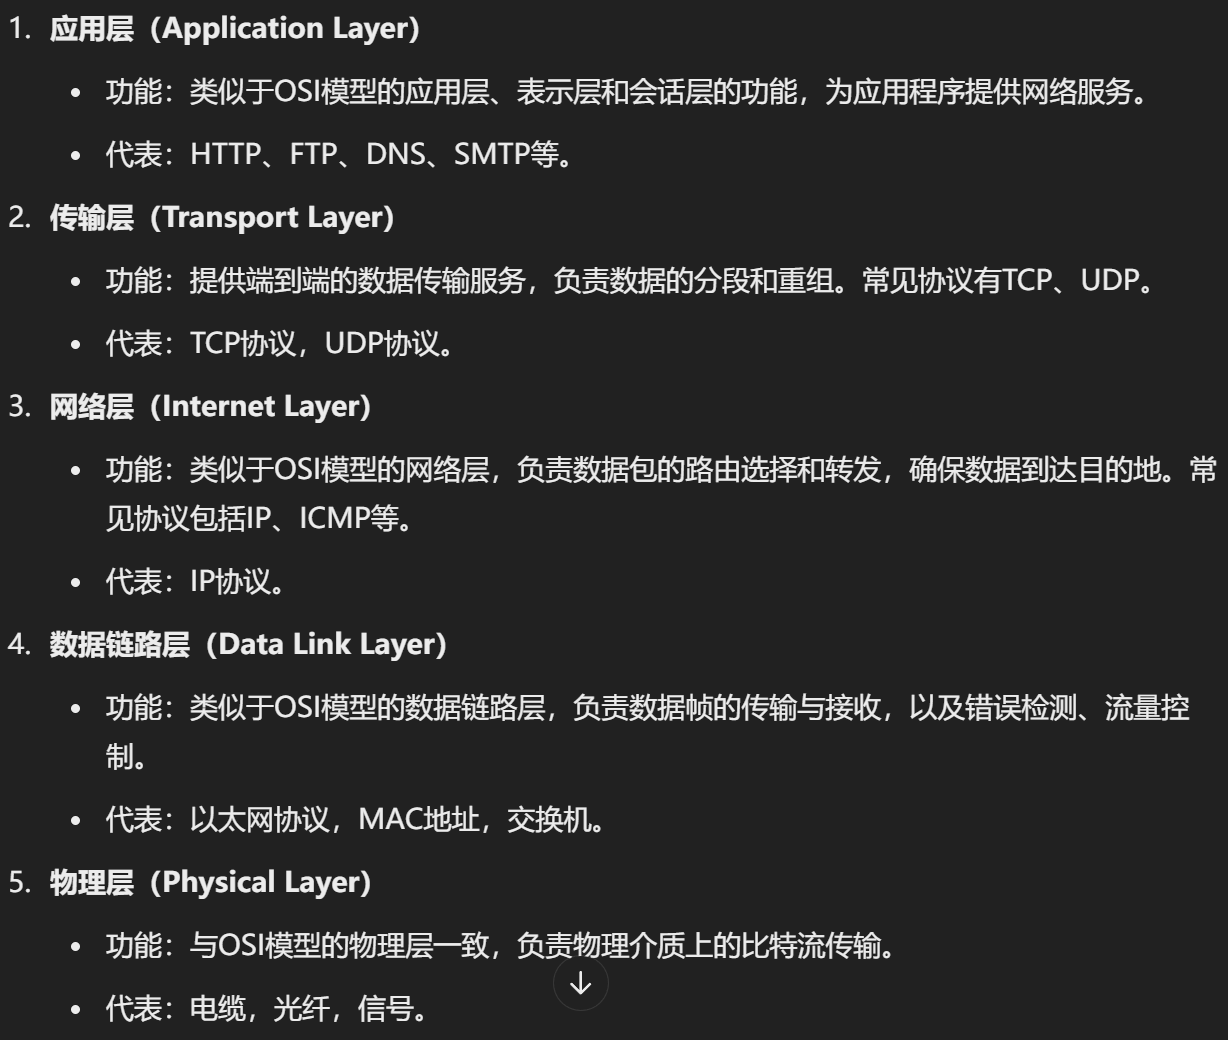 1. 应用层（Application Layer）
• 功能：类似于OSI模型的应用层、表示层和会话层的功能，为应用程序提供网络服务。
• 代表：HTTP、FTP、DNS、SMTP等。
2. 传输层（Transport Layer）
• 功能：提供端到端的数据传输服务，负责数据的分段和重组。常见协议有TCP、UDP。
• 代表：TCP协议，UDP协议。
3. 网络层（Internet Layer）
• 功能：类似于OSI模型的网络层，负责数据包的路由选择和转发，确保数据到达目的地。常
见协议包括IP、ICMP等。
• 代表：IP协议。
4. 数据链路层（Data Link Layer）
• 功能：类似于OSI模型的数据链路层，负责数据帧的传输与接收，以及错误检测、流量控
制。
• 代表：以太网协议，MAC地址，交换机。
5. 物理层（Physical Layer）
• 功能：与OSI模型的物理层一致，负责物理介质上的比特流传输。
• 代表：电缆，光纤，信号。